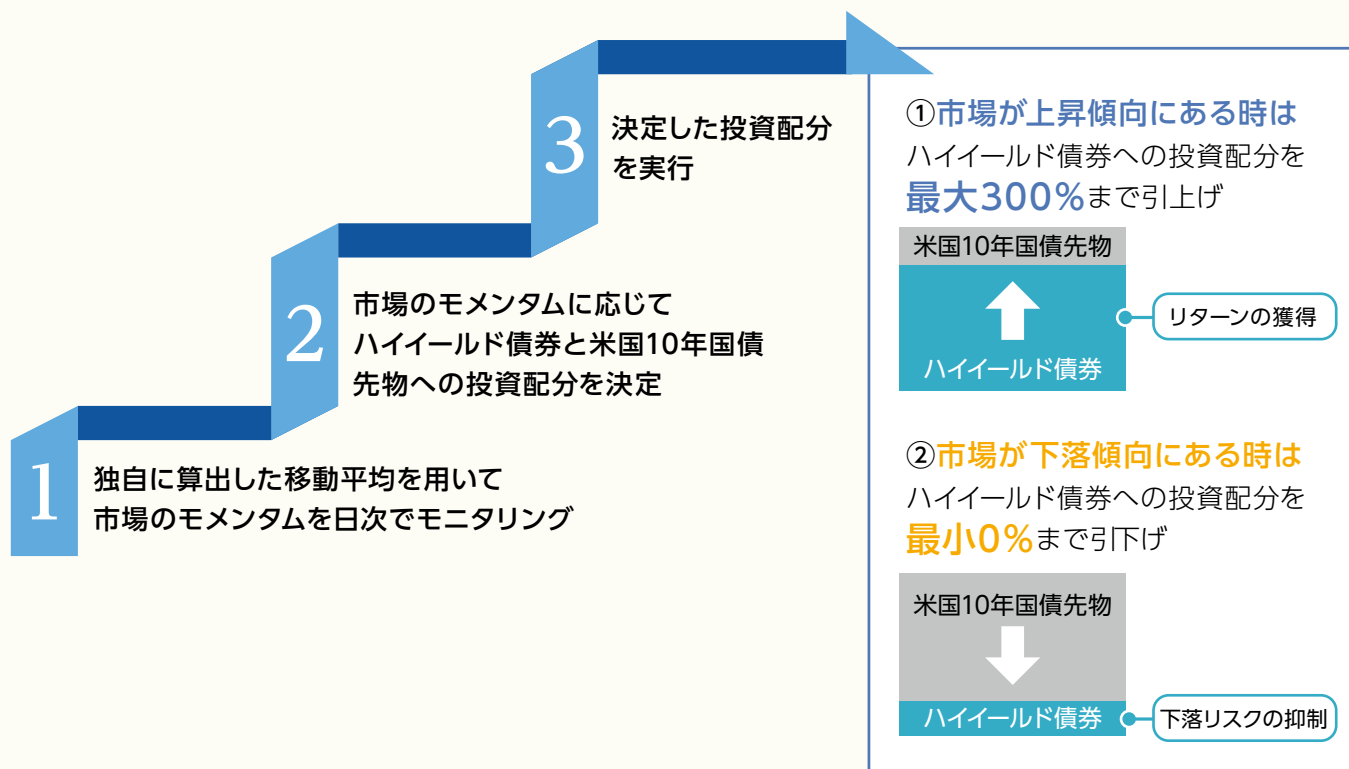 1
独自に算出した移動平均を用いて
市場のモメンタムを日次でモニタリング
2
市場のモメンタムに応じて
ハイイールド債券と米国10年国債
先物への投資配分を決定
3
決定した投資配分
を実行
①市場が上昇傾向にある時は
ハイイールド債券への投資配分を
最大300%まで引上げ
米国10年国債先物
ハイイールド債券
リターンの獲得
②市場が下落傾向にある時は
ハイイールド債券への投資配分を
最小0%まで引下げ
米国10年国債先物
ハイイールド債券
下落リスクの抑制